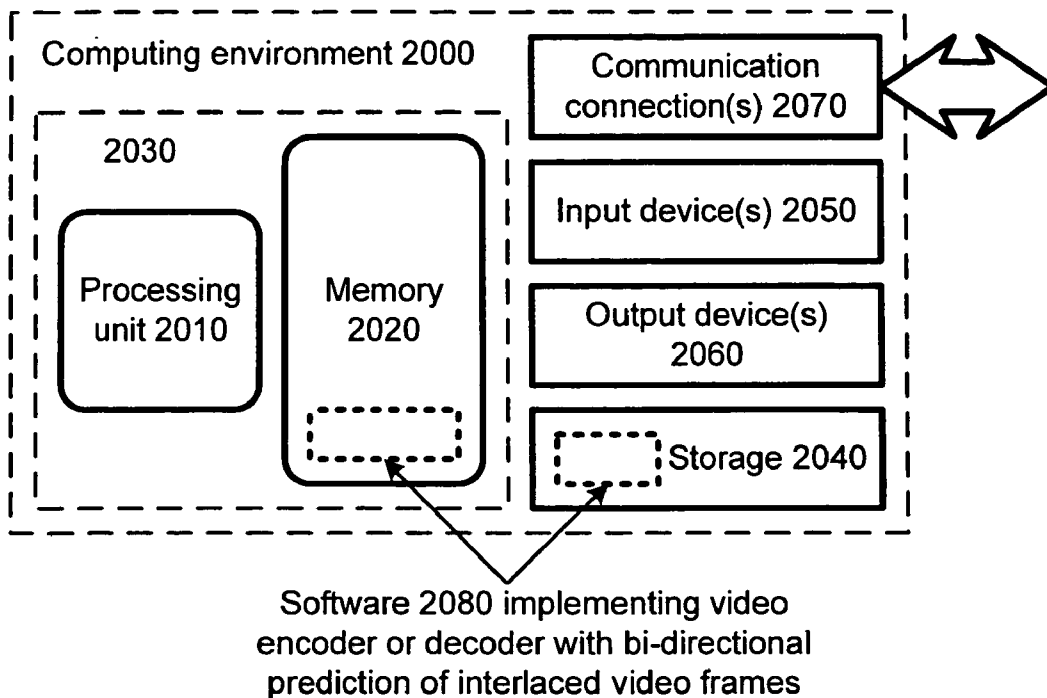 Computing environment 2000
Communication
connection(s) 2070
2030
Input device(s) 2050
Processing
unit 2010
Memory
2020
Output device(s)
2060
Storage 2040
Software 2080 implementing video
encoder or decoder with bi-directional
prediction of interlaced video frames